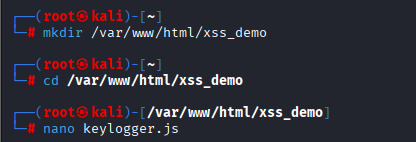 ┌──(root㉿kali)-[~]
└─# mkdir /var/www/html/xss_demo
┌──(root㉿kali)-[~]
└─# cd /var/www/html/xss_demo
┌──(root㉿kali)-[/var/www/html/xss_demo]
└─# nano keylogger.js